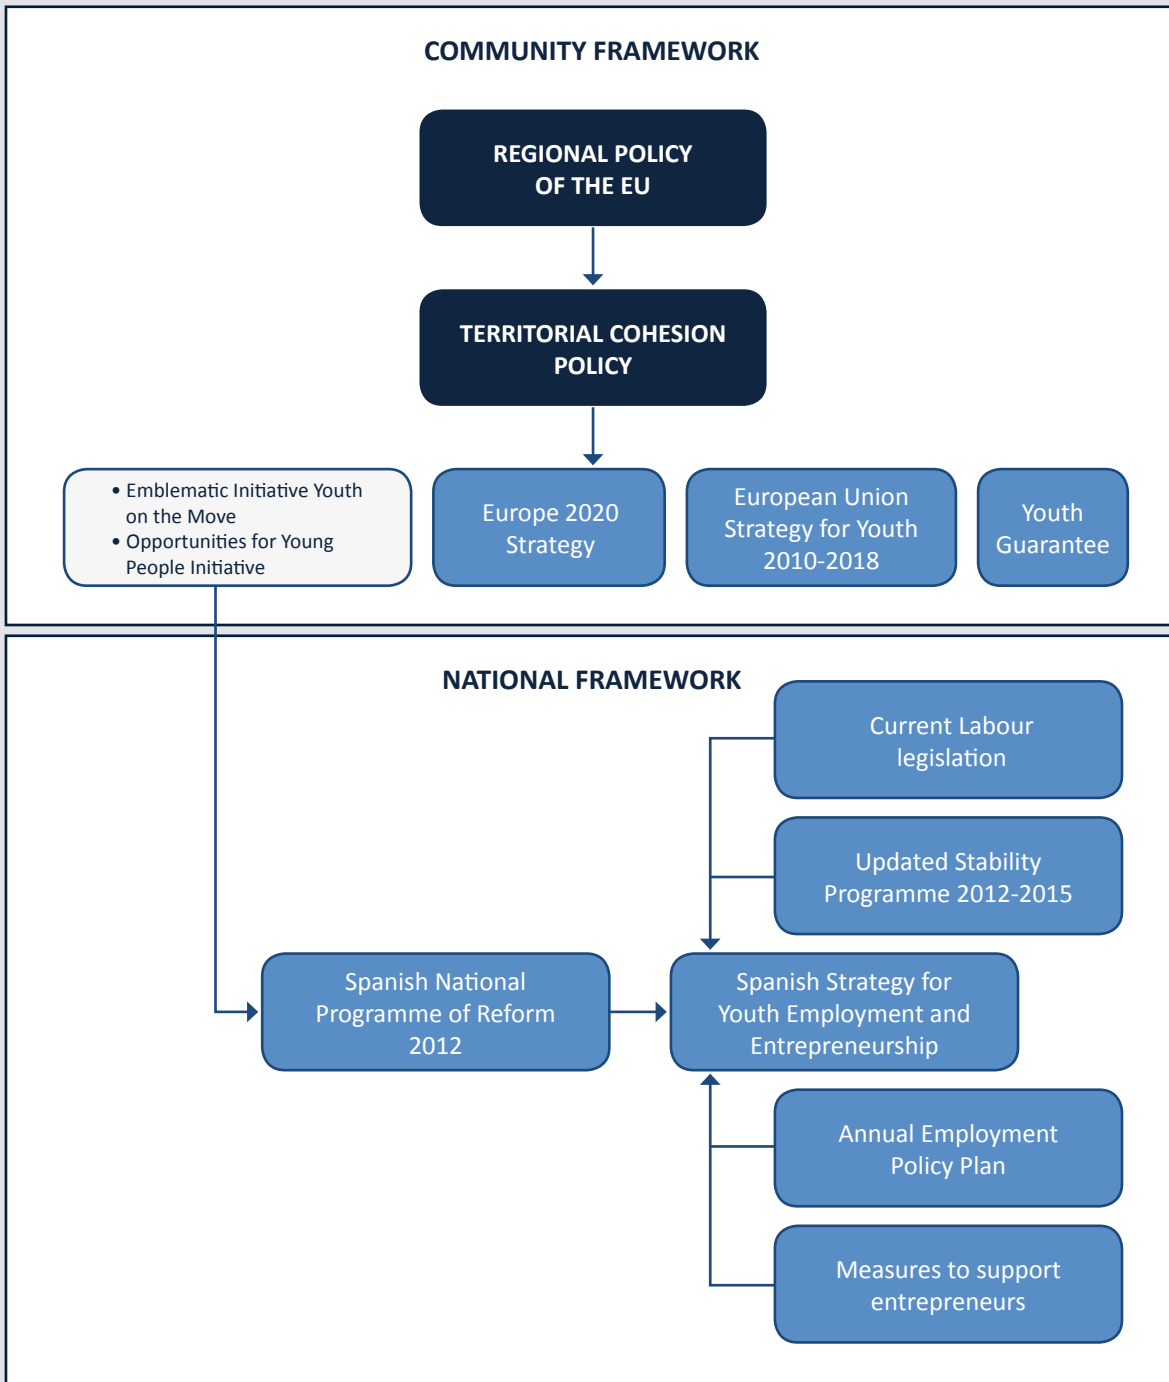 COMMUNITY FRAMEWORK
REGIONAL POLICY
OF THE EU
TERRITORIAL COHESION
POLICY
• Emblematic Initiative Youth
on the Move
• Opportunities for Young
People Initiative
Europe 2020
Strategy
European Union
Strategy for Youth
2010-2018
Youth
Guarantee
NATIONAL FRAMEWORK
Current Labour
legislation
Updated Stability
Programme 2012-2015
Spanish National
Programme of Reform
2012
Spanish Strategy for
Youth Employment and
Entrepreneurship
Annual Employment
Policy Plan
Measures to support
entrepreneurs